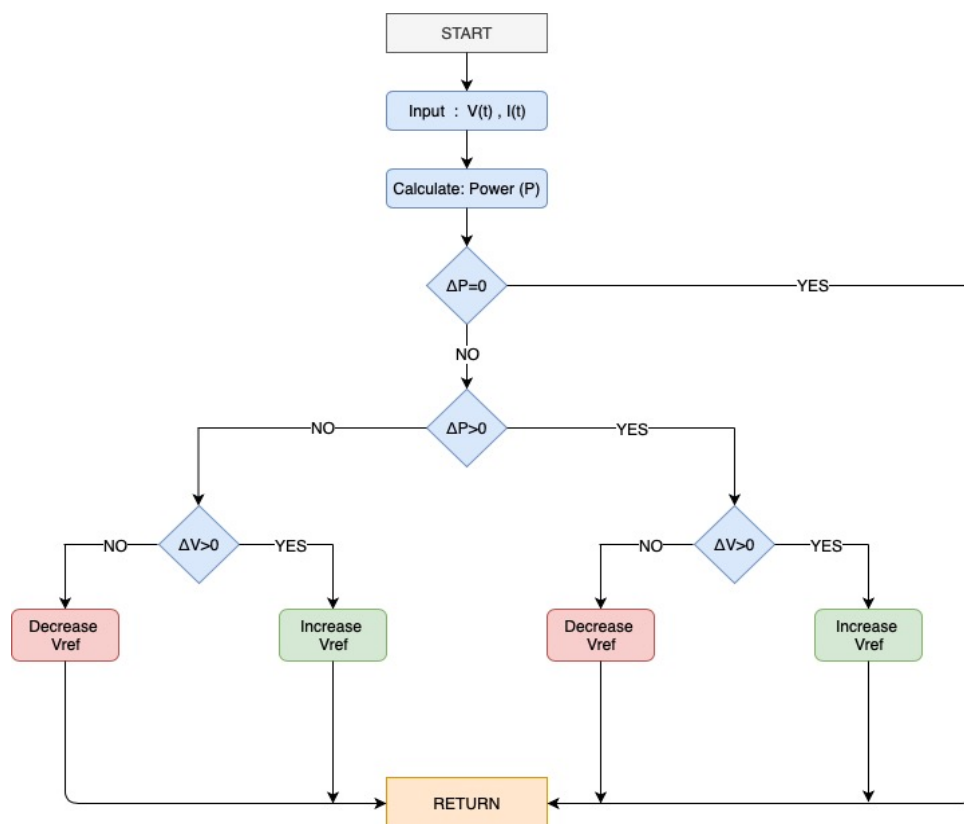 START
Input : V(t) , I(t)
Calculate: Power (P)
ΔP=0
YES
NO
ΔP>0
NO
YES
ΔV>0
NO
YES
ΔV>0
NO
YES
Decrease
Vref
Increase
Vref
Decrease
Vref
Increase
Vref
RETURN